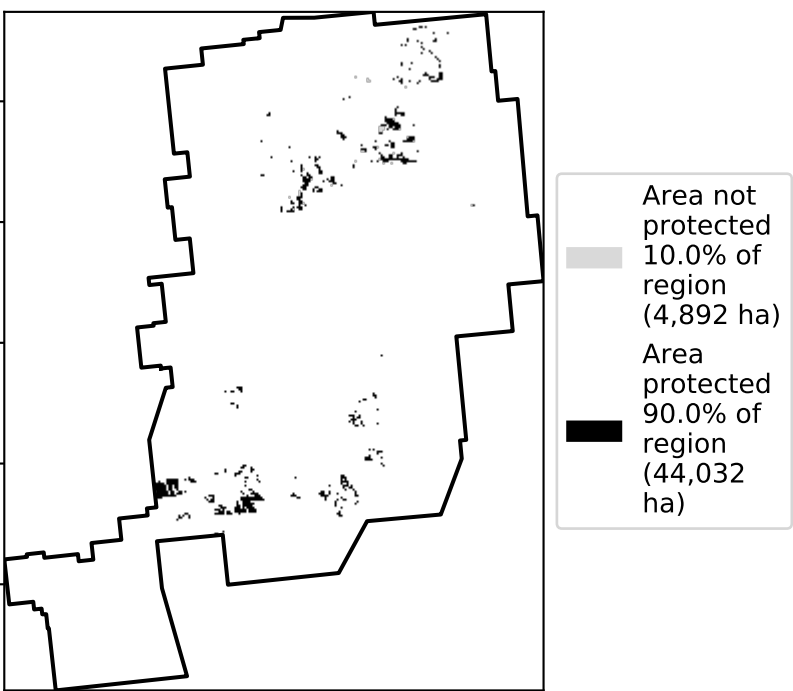 Area not
protected
10.0% of
region
(4,892 ha)
Area
protected
90.0% of
region
(44,032
ha)